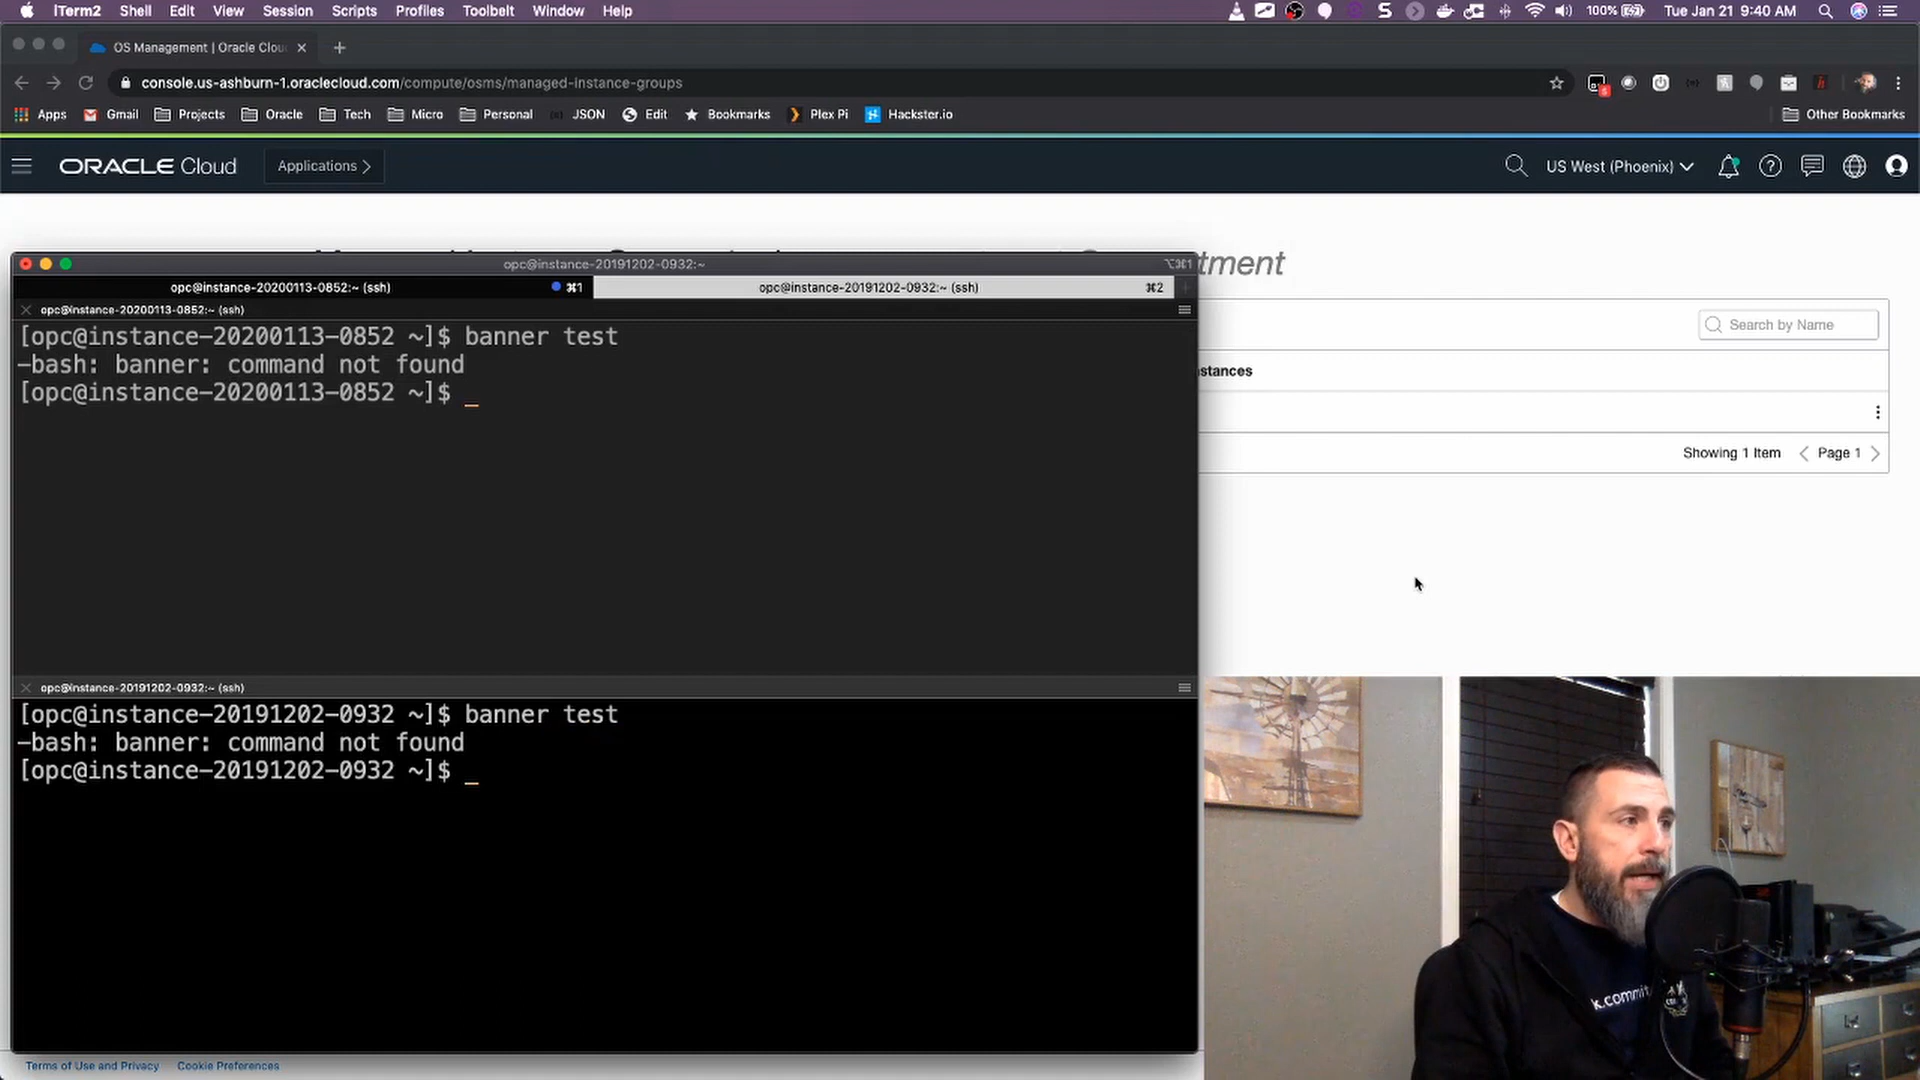 iTerm2 Shell Edit View Session Scripts Profiles Toolbelt Window Help 100% Tue Jan 21 9:40 AM
OS Management | Oracle Clou
console.us-ashburn-1.oraclecloud.com/compute/osms/managed-instance-groups
Apps Gmail Projects Oracle Tech Micro Personal JSON Edit Bookmarks Plex Pi Hackster.io Other Bookmarks
ORACLE Cloud Applications US West (Phoenix)
tment
opc@instance-20191202-0932:~ ⌥⌘1
opc@instance-20200113-0852:~ (ssh) ⌘1 opc@instance-20191202-0932:~ (ssh) ⌘2
opc@instance-20200113-0852:~ (ssh)
[opc@instance-20200113-0852 ~]$ banner test
-bash: banner: command not found
[opc@instance-20200113-0852 ~]$ _
Search by Name
stances
Showing 1 Item Page 1
opc@instance-20191202-0932:~ (ssh)
[opc@instance-20191202-0932 ~]$ banner test
-bash: banner: command not found
[opc@instance-20191202-0932 ~]$ _
k.commit
Terms of Use and Privacy Cookie Preferences